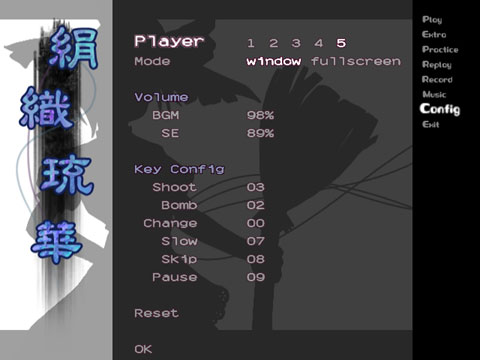 絹
織
琉
華
Player 1 2 3 4 5
Mode window fullscreen
Volume
BGM 98%
SE 89%
Key Config
Shoot 03
Bomb 02
Change 00
Slow 07
Skip 08
Pause 09
Reset
OK
Play
Extra
Practice
Replay
Record
Music
Config
Exit